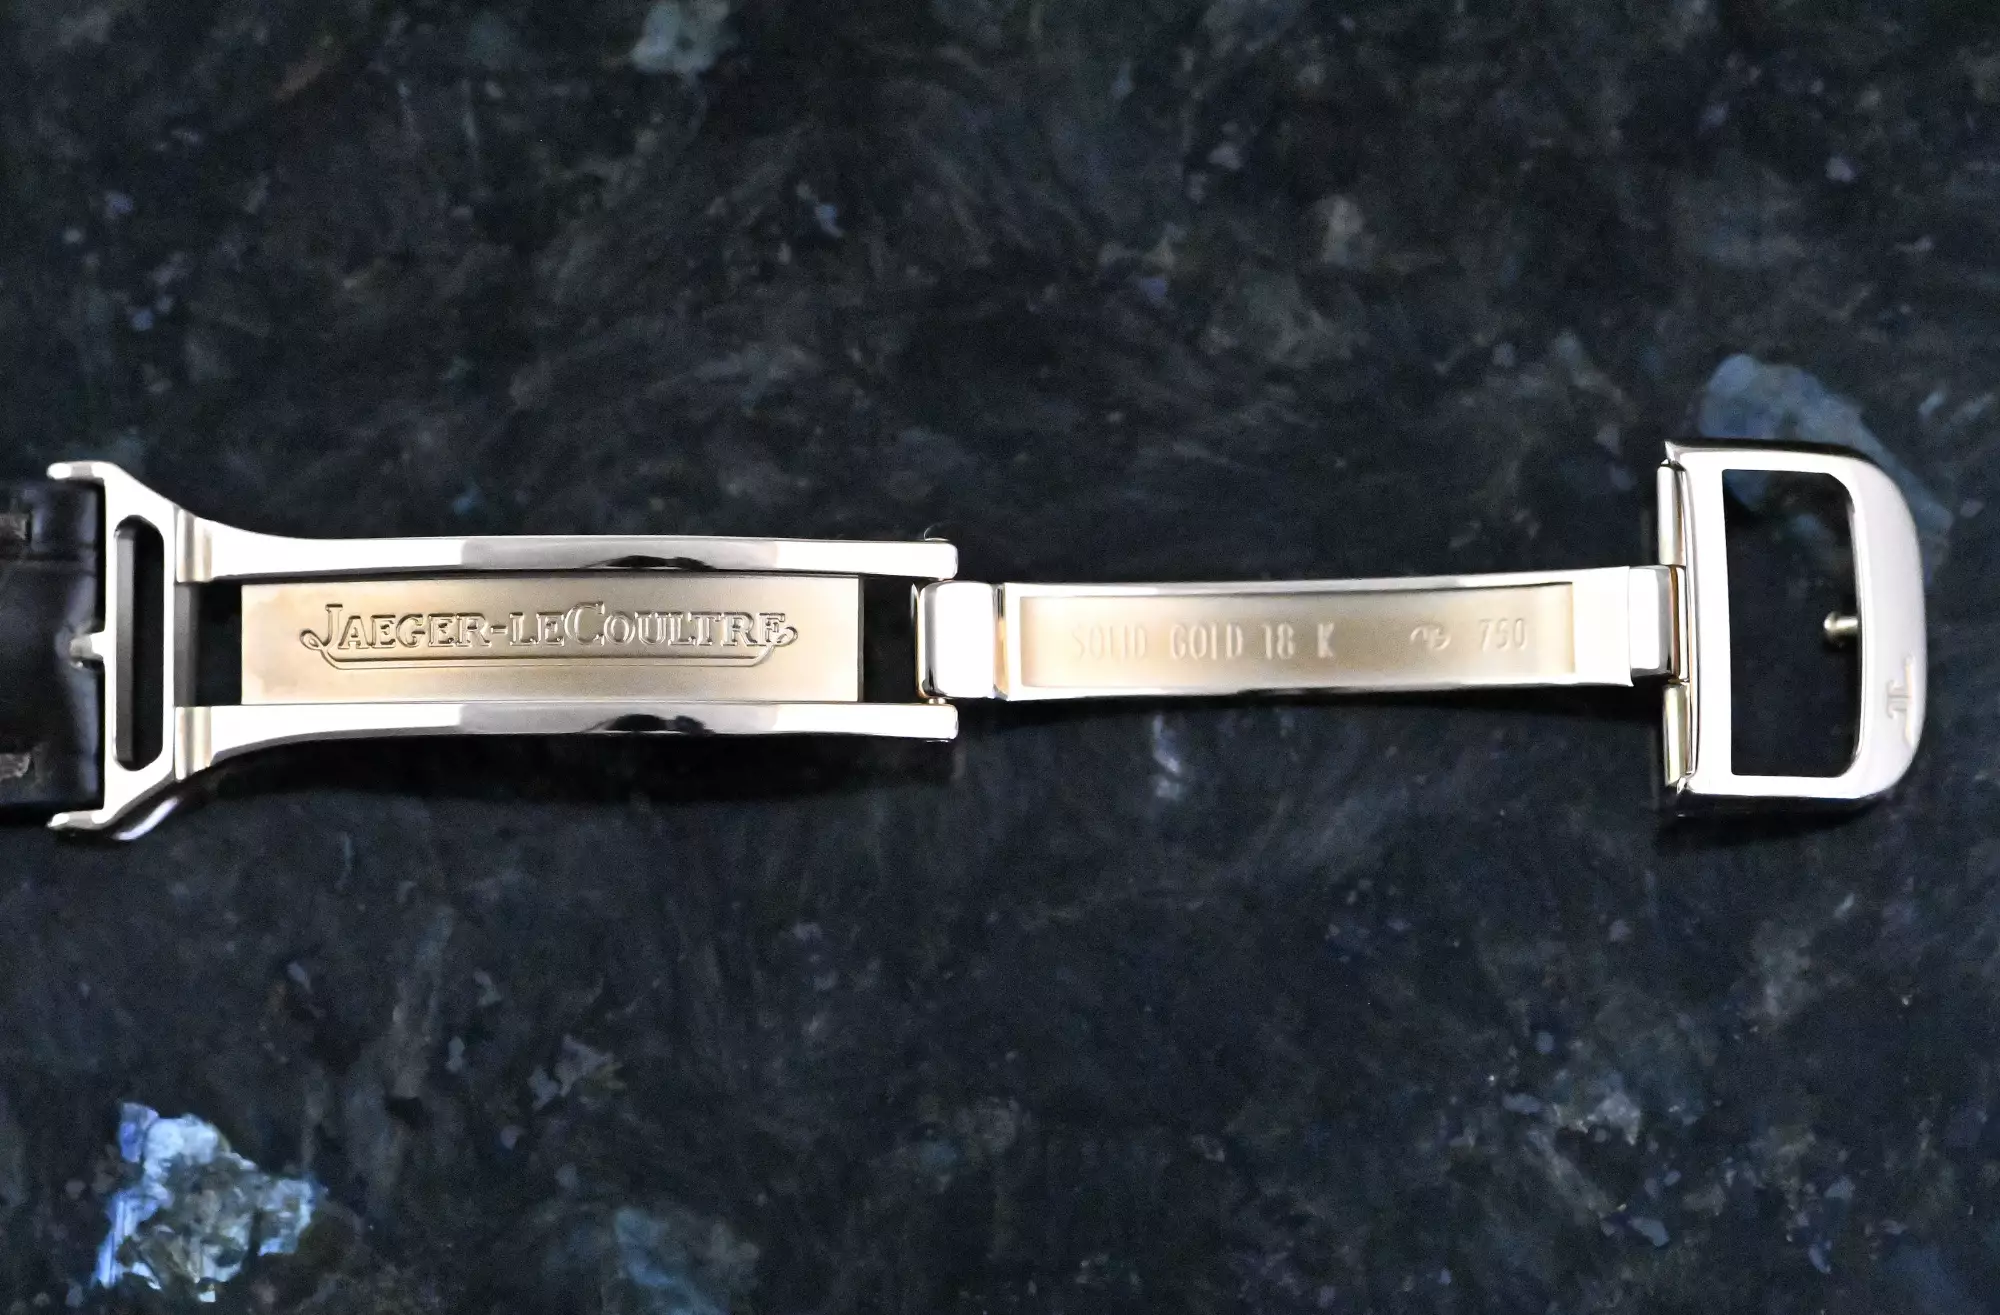 JAEGER-LECOULTRE
SOLID GOLD 18 K 750